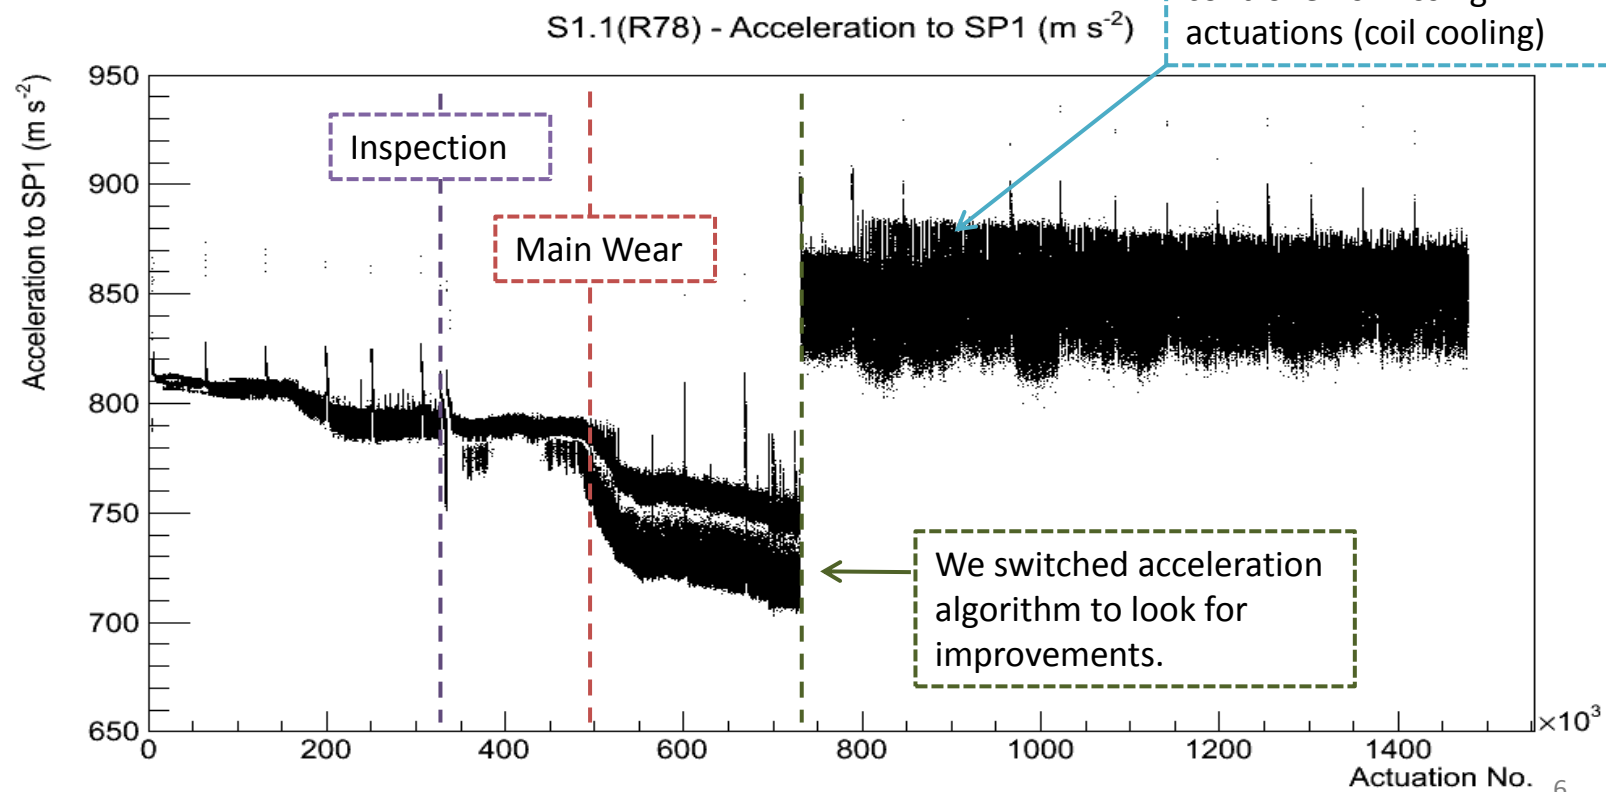 S1.1(R78) - Acceleration to SP1 (m s-2)
actuations (coil cooling)
Acceleration to SP1 (m s-2)
950
900
850
800
750
700
650
Inspection
Main Wear
We switched acceleration
algorithm to look for
improvements.
0 200 400 600 800 1000 1200 1400
×103
Actuation No.